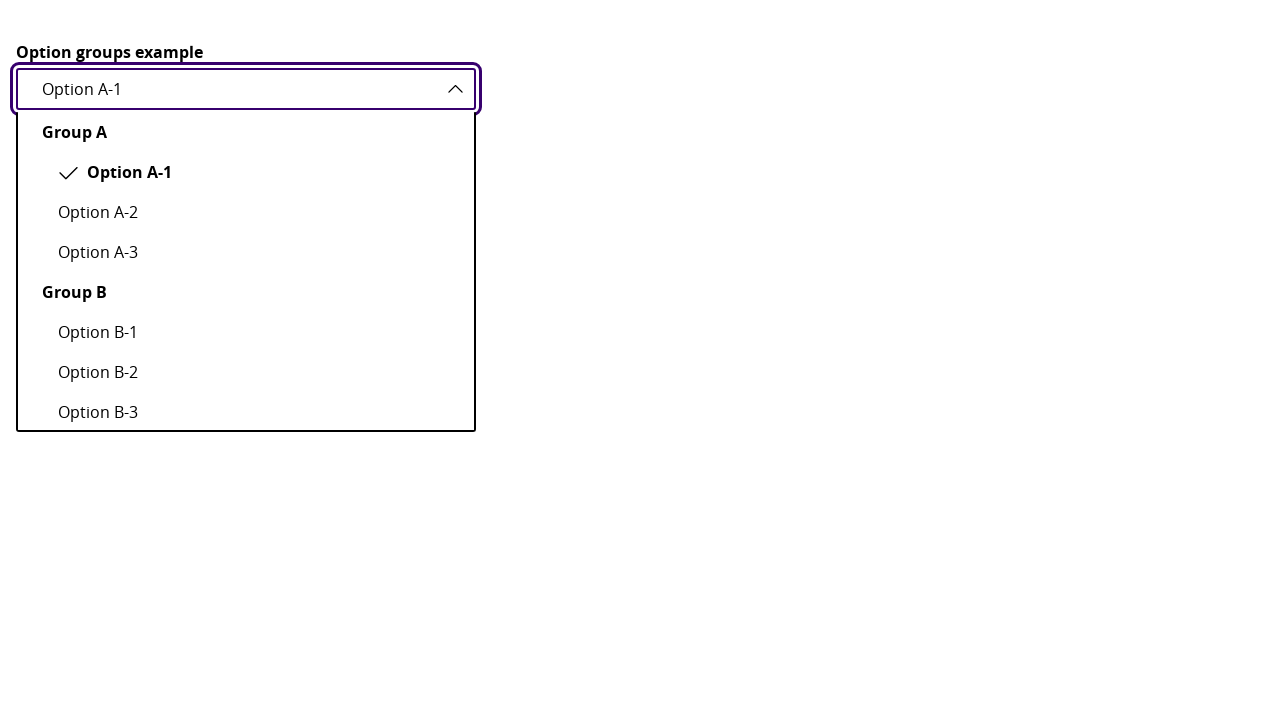 Option groups example
Option A-1
Group A
Option A-1
Option A-2
Option A-3
Group B
Option B-1
Option B-2
Option B-3